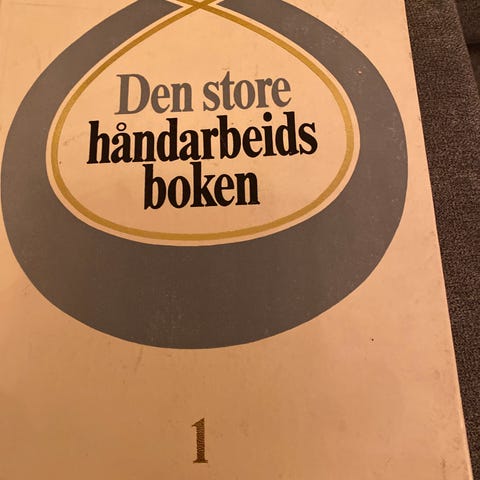 Den store
håndarbeids
boken
1